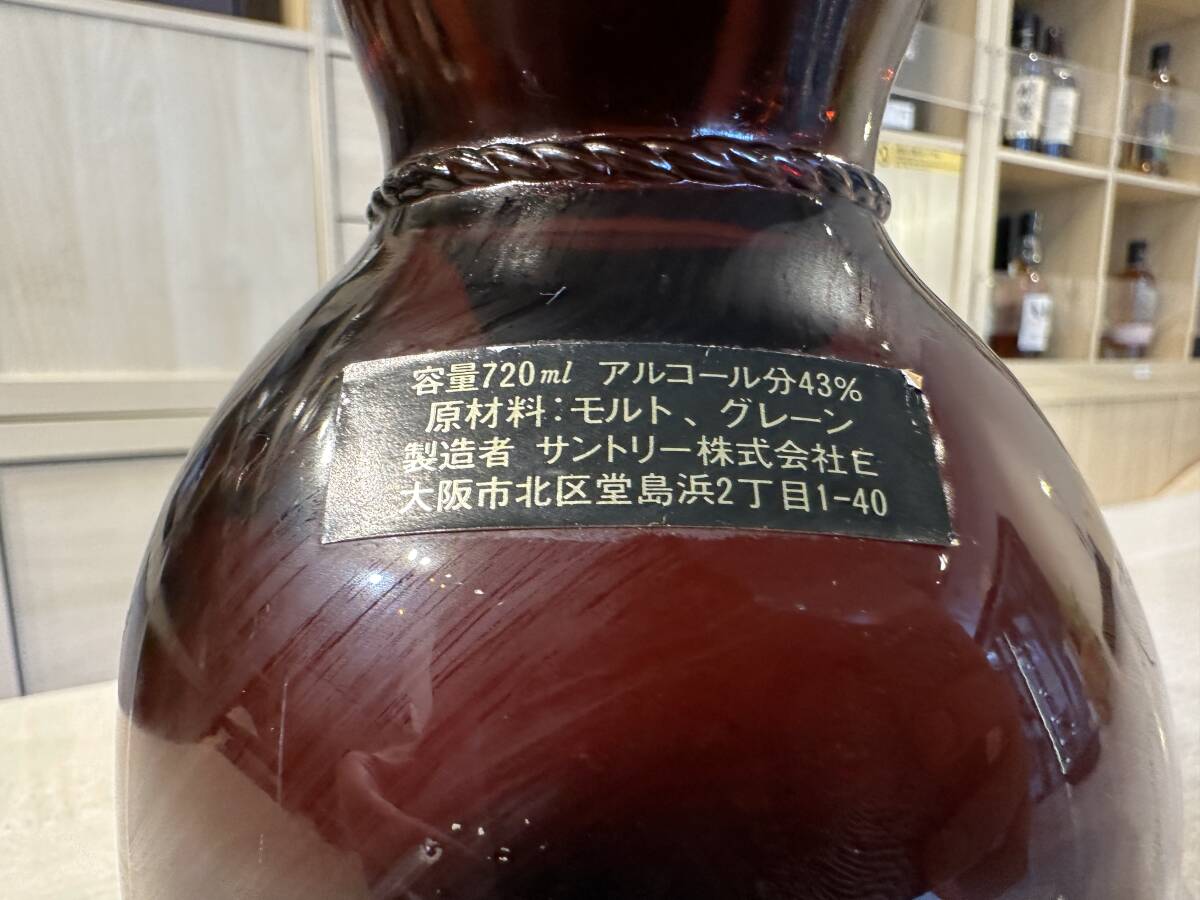 容量720ml アルコール分43%
原材料:モルト、グレーン
製造者 サントリー株式会社E
大阪市北区堂島浜2丁目1-40